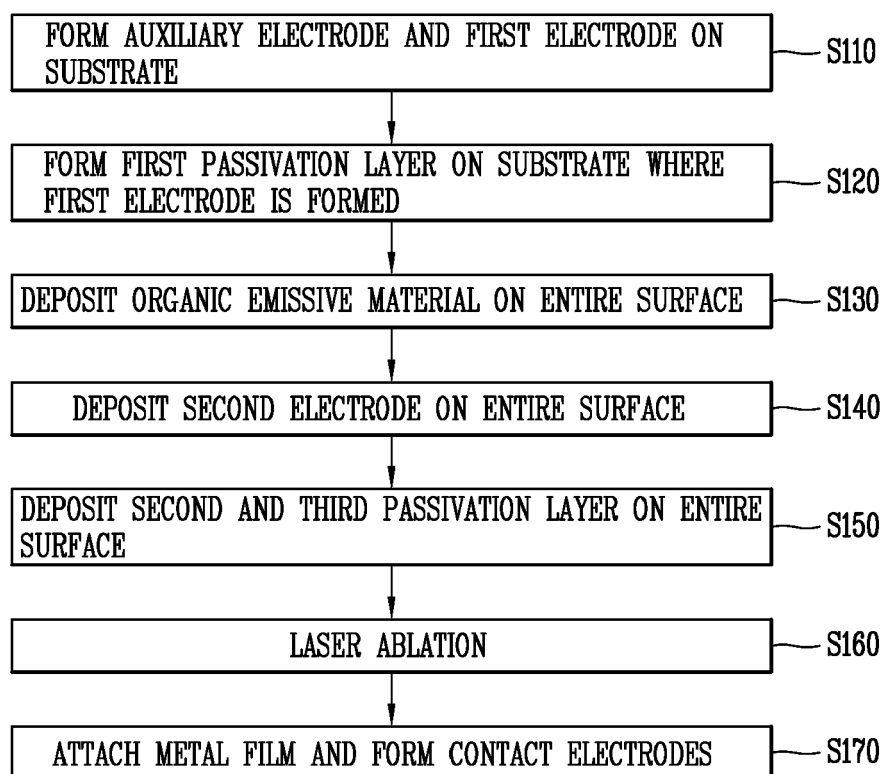 FORM AUXILIARY ELECTRODE AND FIRST ELECTRODE ON
SUBSTRATE
S110
FORM FIRST PASSIVATION LAYER ON SUBSTRATE WHERE
FIRST ELECTRODE IS FORMED
S120
DEPOSIT ORGANIC EMISSIVE MATERIAL ON ENTIRE SURFACE
S130
DEPOSIT SECOND ELECTRODE ON ENTIRE SURFACE
S140
DEPOSIT SECOND AND THIRD PASSIVATION LAYER ON ENTIRE
SURFACE
S150
LASER ABLATION
S160
ATTACH METAL FILM AND FORM CONTACT ELECTRODES
S170